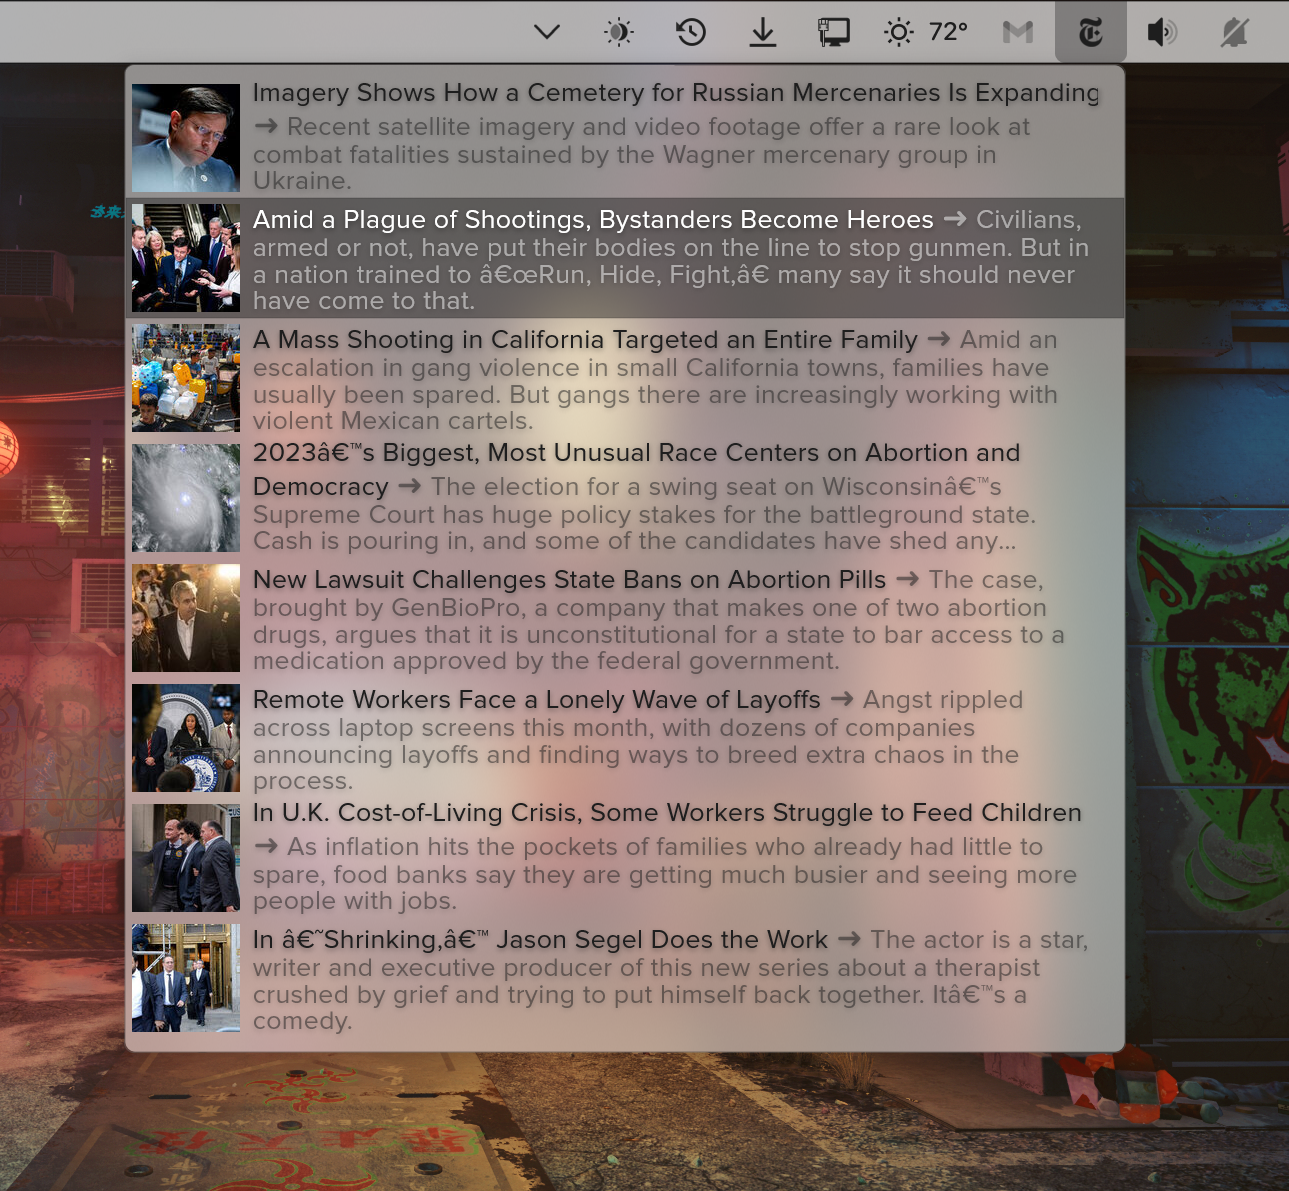 72°
Imagery Shows How a Cemetery for Russian Mercenaries Is Expanding
→ Recent satellite imagery and video footage offer a rare look at
combat fatalities sustained by the Wagner mercenary group in
Ukraine.
Amid a Plague of Shootings, Bystanders Become Heroes → Civilians,
armed or not, have put their bodies on the line to stop gunmen. But in
a nation trained to â€œRun, Hide, Fight,â€ many say it should never
have come to that.
A Mass Shooting in California Targeted an Entire Family → Amid an
escalation in gang violence in small California towns, families have
usually been spared. But gangs there are increasingly working with
violent Mexican cartels.
2023â€™s Biggest, Most Unusual Race Centers on Abortion and
Democracy → The election for a swing seat on Wisconsinâ€™s
Supreme Court has huge policy stakes for the battleground state.
Cash is pouring in, and some of the candidates have shed any...
New Lawsuit Challenges State Bans on Abortion Pills → The case,
brought by GenBioPro, a company that makes one of two abortion
drugs, argues that it is unconstitutional for a state to bar access to a
medication approved by the federal government.
Remote Workers Face a Lonely Wave of Layoffs → Angst rippled
across laptop screens this month, with dozens of companies
announcing layoffs and finding ways to breed extra chaos in the
process.
In U.K. Cost-of-Living Crisis, Some Workers Struggle to Feed Children
→ As inflation hits the pockets of families who already had little to
spare, food banks say they are getting much busier and seeing more
people with jobs.
In â€˜Shrinking,â€™ Jason Segel Does the Work → The actor is a star,
writer and executive producer of this new series about a therapist
crushed by grief and trying to put himself back together. Itâ€™s a
comedy.